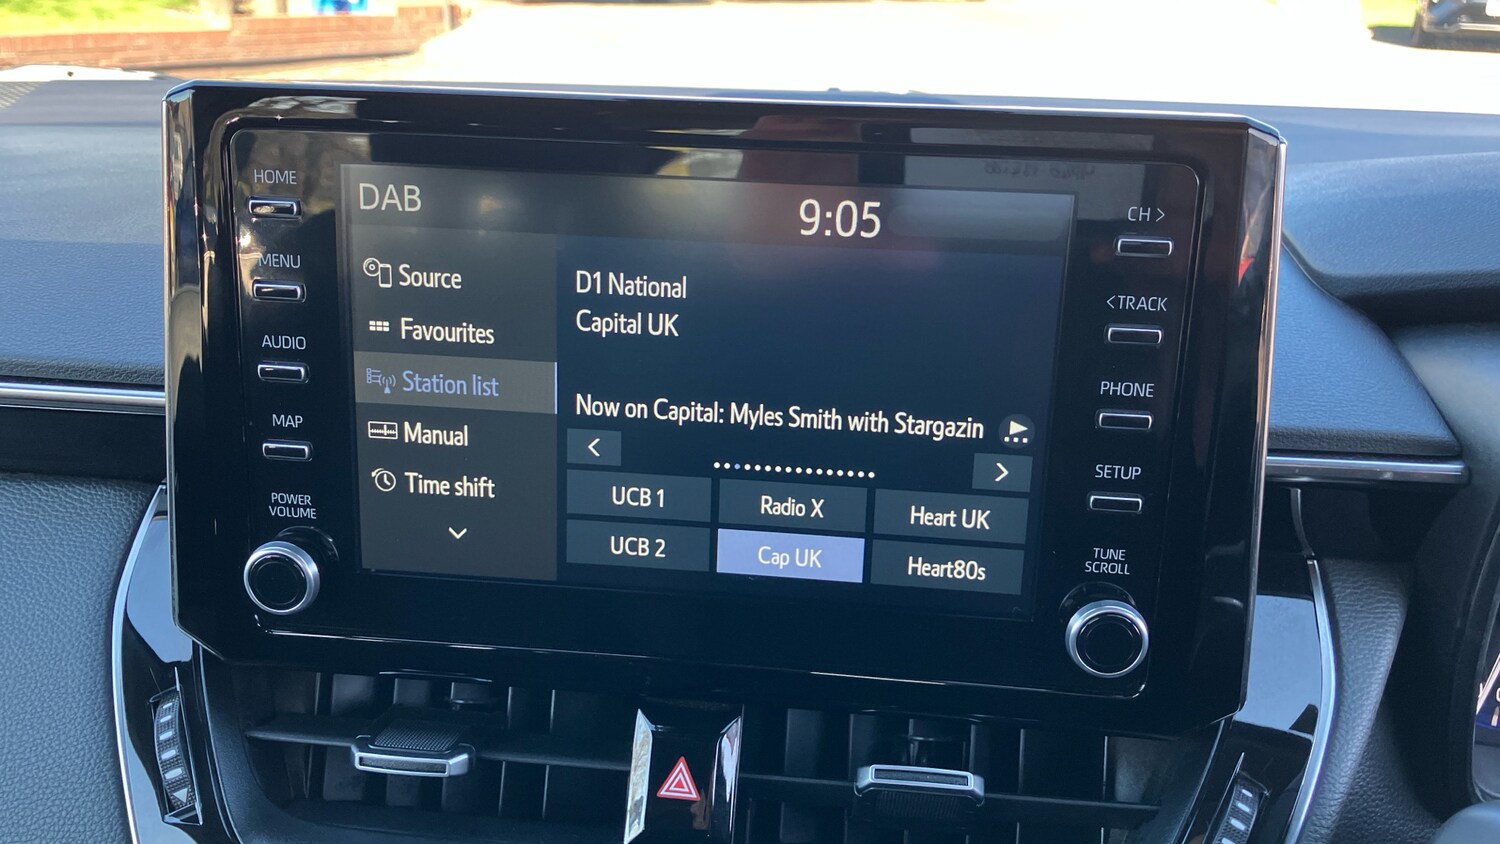 HOME
MENU
AUDIO
MAP
POWER
VOLUME
DAB
9:05
Source
Favourites
Station list
Manual
Time shift
D1 National
Capital UK
Now on Capital: Myles Smith with Stargazin
UCB 1
Radio X
Heart UK
UCB 2
Cap UK
Heart80s
CH >
<TRACK
PHONE
SETUP
TUNE
SCROLL